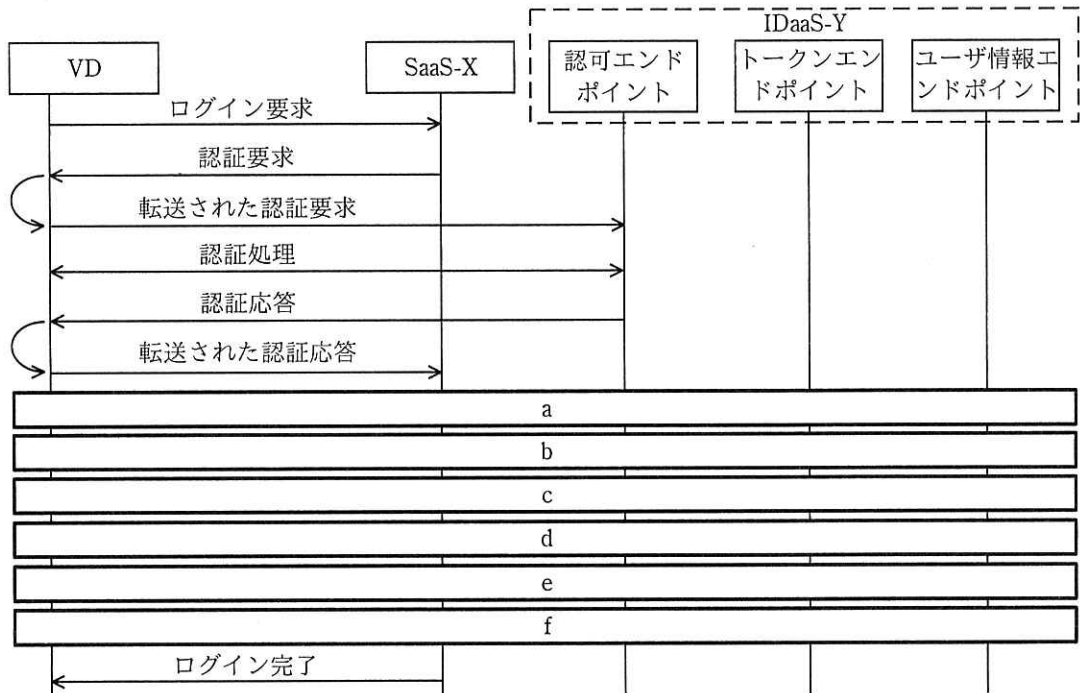 IDaaS-Y
VD
SaaS-X
認可エンド
ポイント
トークンエン
ドポイント
ユーザ情報エ
ンドポイント
ログイン要求
認証要求
転送された認証要求
認証処理
認証応答
転送された認証応答
a
b
c
d
e
f
ログイン完了